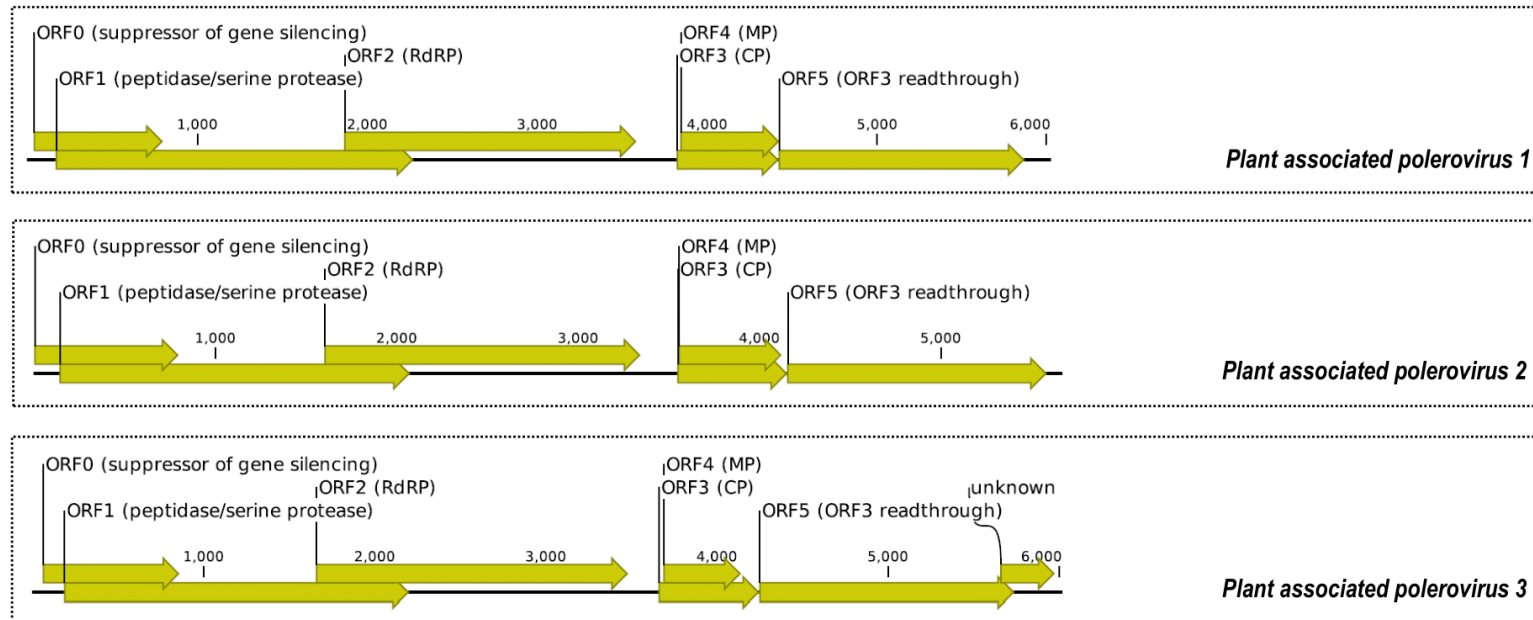 ORF0 (suppressor of gene silencing)
ORF4 (MP)
ORF2 (RdRP)
ORF3 (CP)
ORF1 (peptidase/serine protease)
ORF5 (ORF3 readthrough)
1,000
2,000
3,000
4,000
5,000
6,000
Plant associated polerovirus 1
ORF0 (suppressor of gene silencing)
ORF4 (MP)
ORF2 (RdRP)
ORF3 (CP)
ORF1 (peptidase/serine protease)
ORF5 (ORF3 readthrough)
1,000
2,000
3,000
4,000
5,000
Plant associated polerovirus 2
ORF0 (suppressor of gene silencing)
ORF4 (MP)
ORF2 (RdRP)
ORF3 (CP)
unknown
ORF1 (peptidase/serine protease)
ORF5 (ORF3 readthrough)
1,000
2,000
3,000
4,000
5,000
6,000
Plant associated polerovirus 3